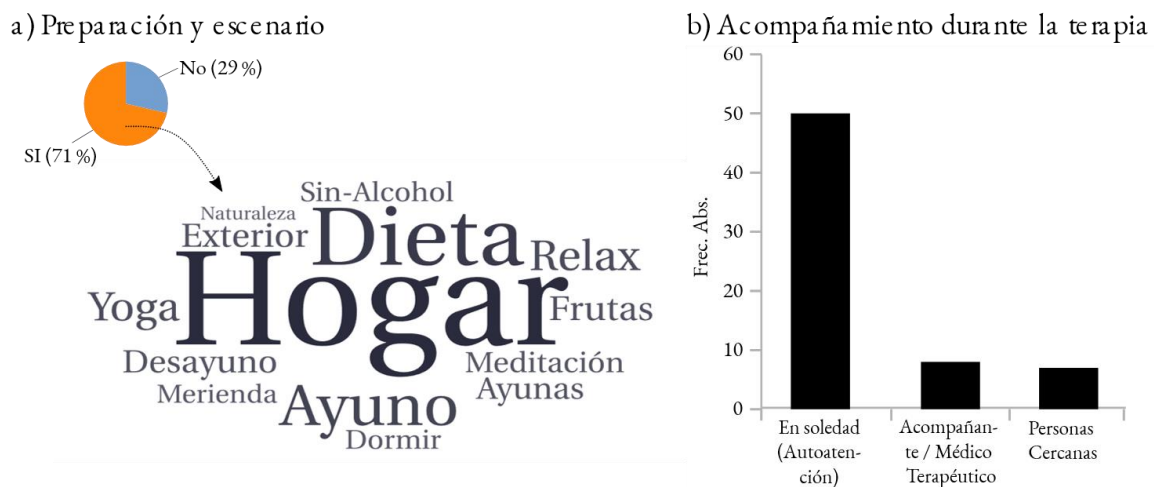 a) Preparación y escenario
No (29 %)
SI (71 %)
Sin-Alcohol
Naturaleza
Exterior
Dieta
Relax
Hogar
Yoga
Frutas
Desayuno
Meditación
Merienda
Ayuno
Ayunas
Dormir
b) Acompañamiento durante la terapia
60
50
40
30
20
10
0
Frec. Abs.
En soledad
(Autoaten-
ción)
Acompañan-
te / Médico
Terapéutico
Personas
Cercanas